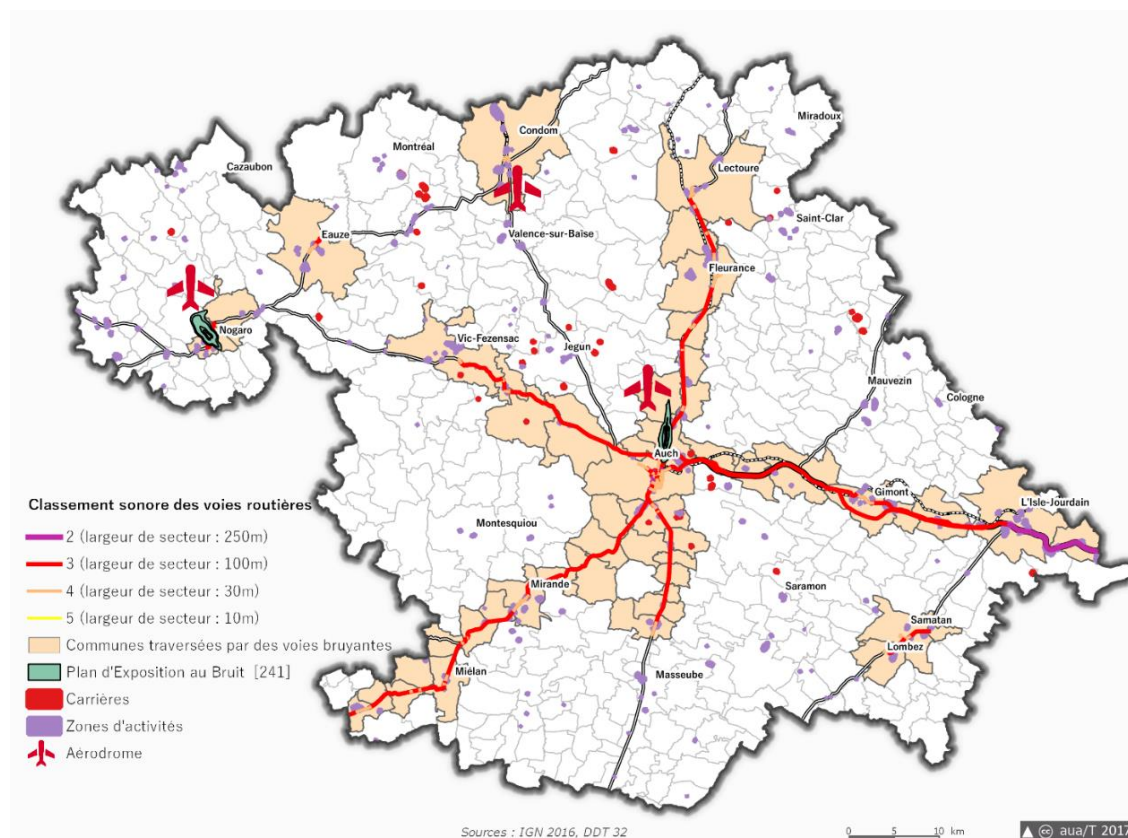 Condom
Miradoux
Montréal
Cazaubon
Lectoure
Saint-Clar
Eauze
Valence-sur-Baïse
Fleurance
Nogaro
Vic-Fezensac
Jegun
Mauvezin
Cologne
Auch
Gimont
L'Isle-Jourdain
Montesquiou
Mirande
Saramon
Samatan
Lombez
Miélan
Masseube
Classement sonore des voies routières
2 (largeur de secteur : 250m)
3 (largeur de secteur : 100m)
4 (largeur de secteur : 30m)
5 (largeur de secteur : 10m)
Communes traversées par des voies bruyantes
Plan d'Exposition au Bruit [241]
Carrières
Zones d'activités
Aérodrome
Sources : IGN 2016, DDT 32
0 5 10 km
cc aua/T 2017